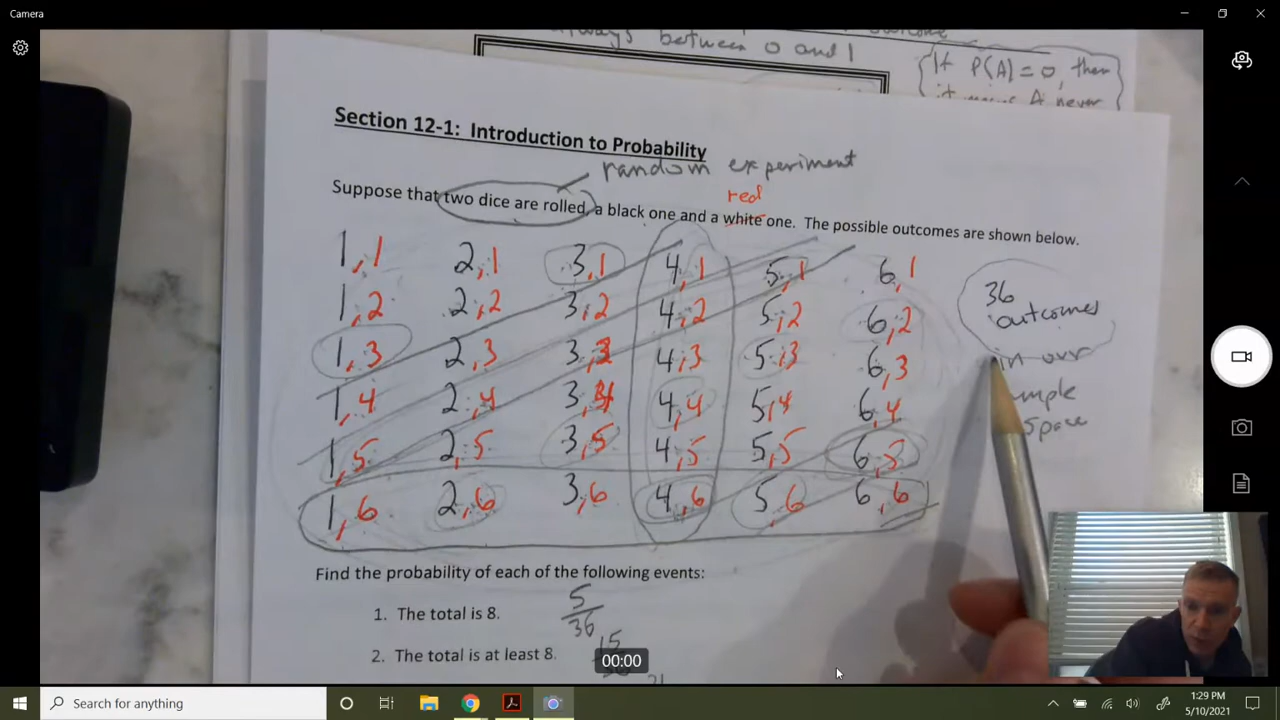 Camera
always between 0 and 1
If P(A)=0, then
it A never
Section 12-1: Introduction to Probability
random experiment
red
Suppose that two dice are rolled, a black one and a white one. The possible outcomes are shown below.
1,1 2,1 3,1 4,1 5,1 6,1
1,2 2,2 3,2 4,2 5,2 6,2
1,3 2,3 3,3 4,3 5,3 6,3
1,4 2,4 3,4 4,4 5,4 6,4
1,5 2,5 3,5 4,5 5,5 6,5
1,6 2,6 3,6 4,6 5,6 6,6
36
outcomes
in our
space
Find the probability of each of the following events:
1. The total is 8. 5/36
2. The total is at least 8.
00:00
Search for anything
1:29 PM
5/10/2021